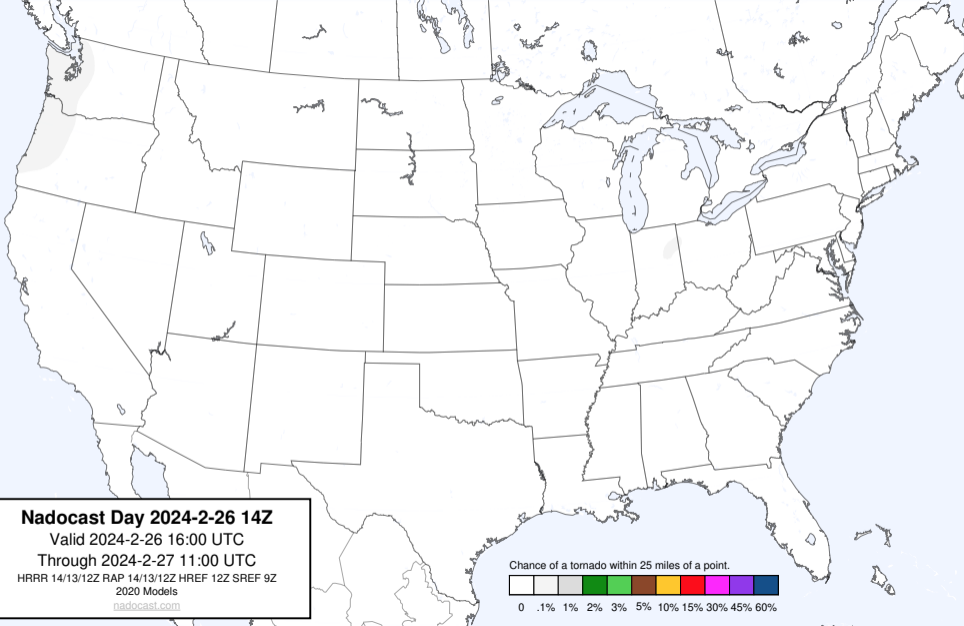 Nadocast Day 2024-2-26 14Z
Valid 2024-2-26 16:00 UTC
Through 2024-2-27 11:00 UTC
HRRR 14/13/12Z RAP 14/13/12Z HREF 12Z SREF 9Z
2020 Models
nadocast.com
Chance of a tornado within 25 miles of a point.
0 .1% 1% 2% 3% 5% 10% 15% 30% 45% 60%